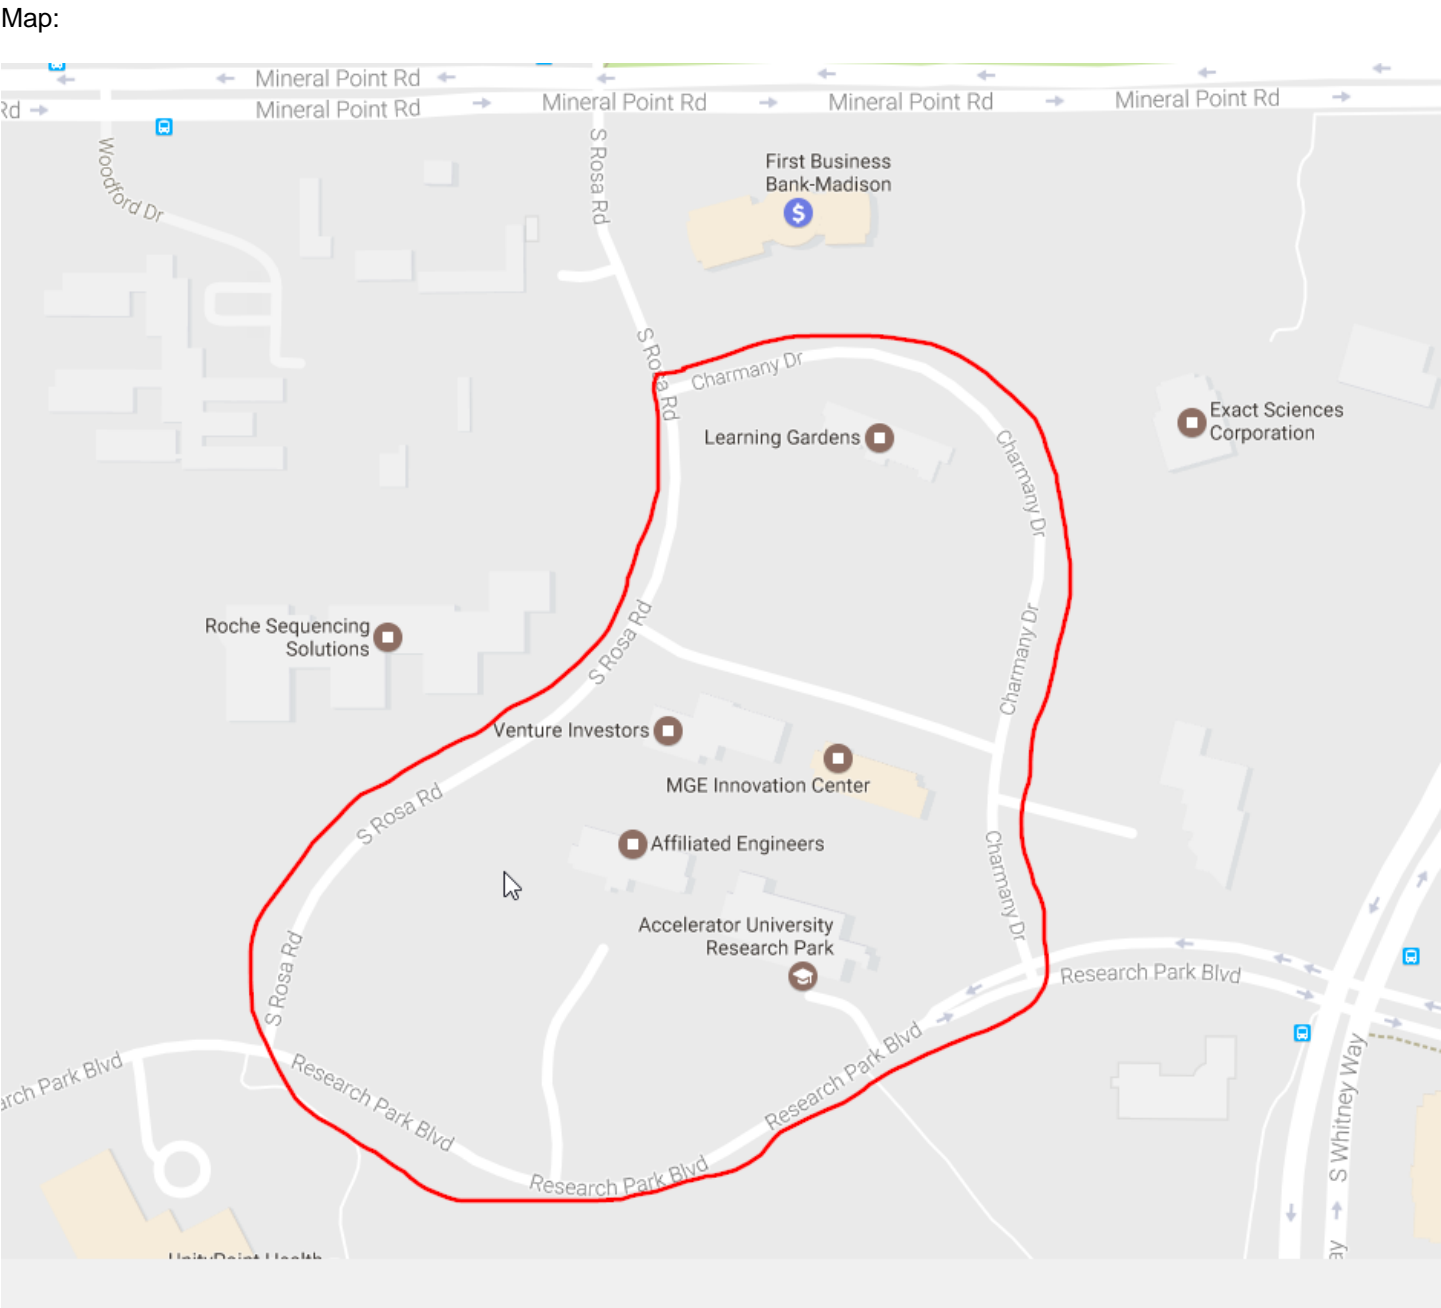 Map:
Mineral Point Rd
Rd
Mineral Point Rd
Mineral Point Rd
Mineral Point Rd
Mineral Point Rd
Woodford Dr
S Rosa Rd
First Business
Bank-Madison
$
S Rosa Rd
Charmany Dr
Learning Gardens
Charmany Dr
Exact Sciences
Corporation
Roche Sequencing
Solutions
S Rosa Rd
Charmany Dr
Venture Investors
MGE Innovation Center
S Rosa Rd
Affiliated Engineers
Charmany Dr
Accelerator University
Research Park
S Rosa Rd
Research Park Blvd
arch Park Blvd
Research Park Blvd
Research Park Blvd
Research Park Blvd
S Whitney Way
ay
UnityPoint Health